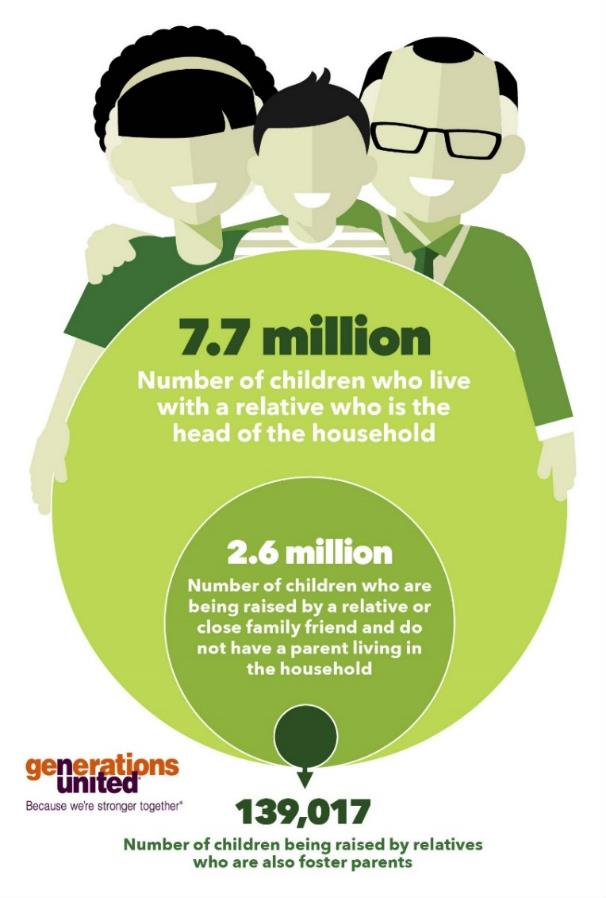 7.7 million
Number of children who live
with a relative who is the
head of the household
2.6 million
Number of children who are
being raised by a relative or
close family friend and do
not have a parent living in
the household
generations
united
Because we're stronger together®
139,017
Number of children being raised by relatives
who are also foster parents